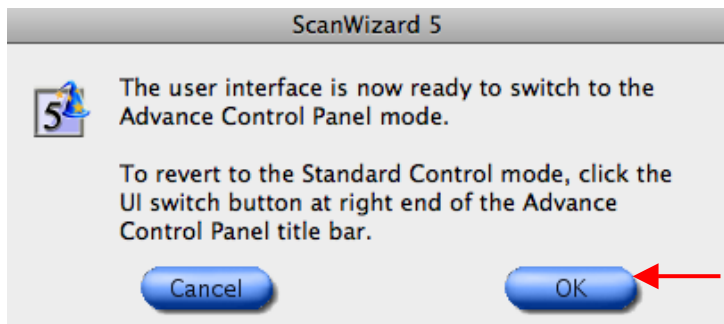 ScanWizard 5
The user interface is now ready to switch to the
Advance Control Panel mode.
5
To revert to the Standard Control mode, click the
UI switch button at right end of the Advance
Control Panel title bar.
Cancel
OK